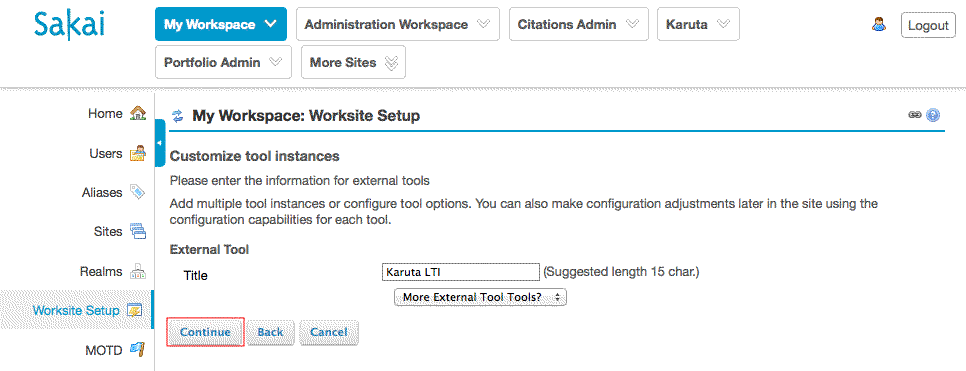 Sakai
My Workspace
Administration Workspace
Citations Admin
Karuta
Logout
Portfolio Admin
More Sites
Home
Users
Aliases
Sites
Realms
Worksite Setup
MOTD
My Workspace: Worksite Setup
?
Customize tool instances
Please enter the information for external tools
Add multiple tool instances or configure tool options. You can also make configuration adjustments later in the site using the
configuration capabilities for each tool.
External Tool
Title
Karuta LTI
(Suggested length 15 char.)
More External Tool Tools?
Continue
Back
Cancel